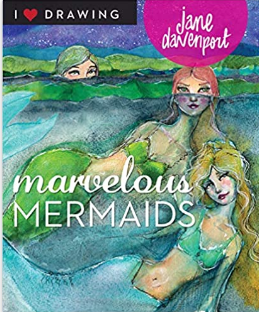 I ♥ DRAWING
jane
davenport
marvelous
MERMAIDS